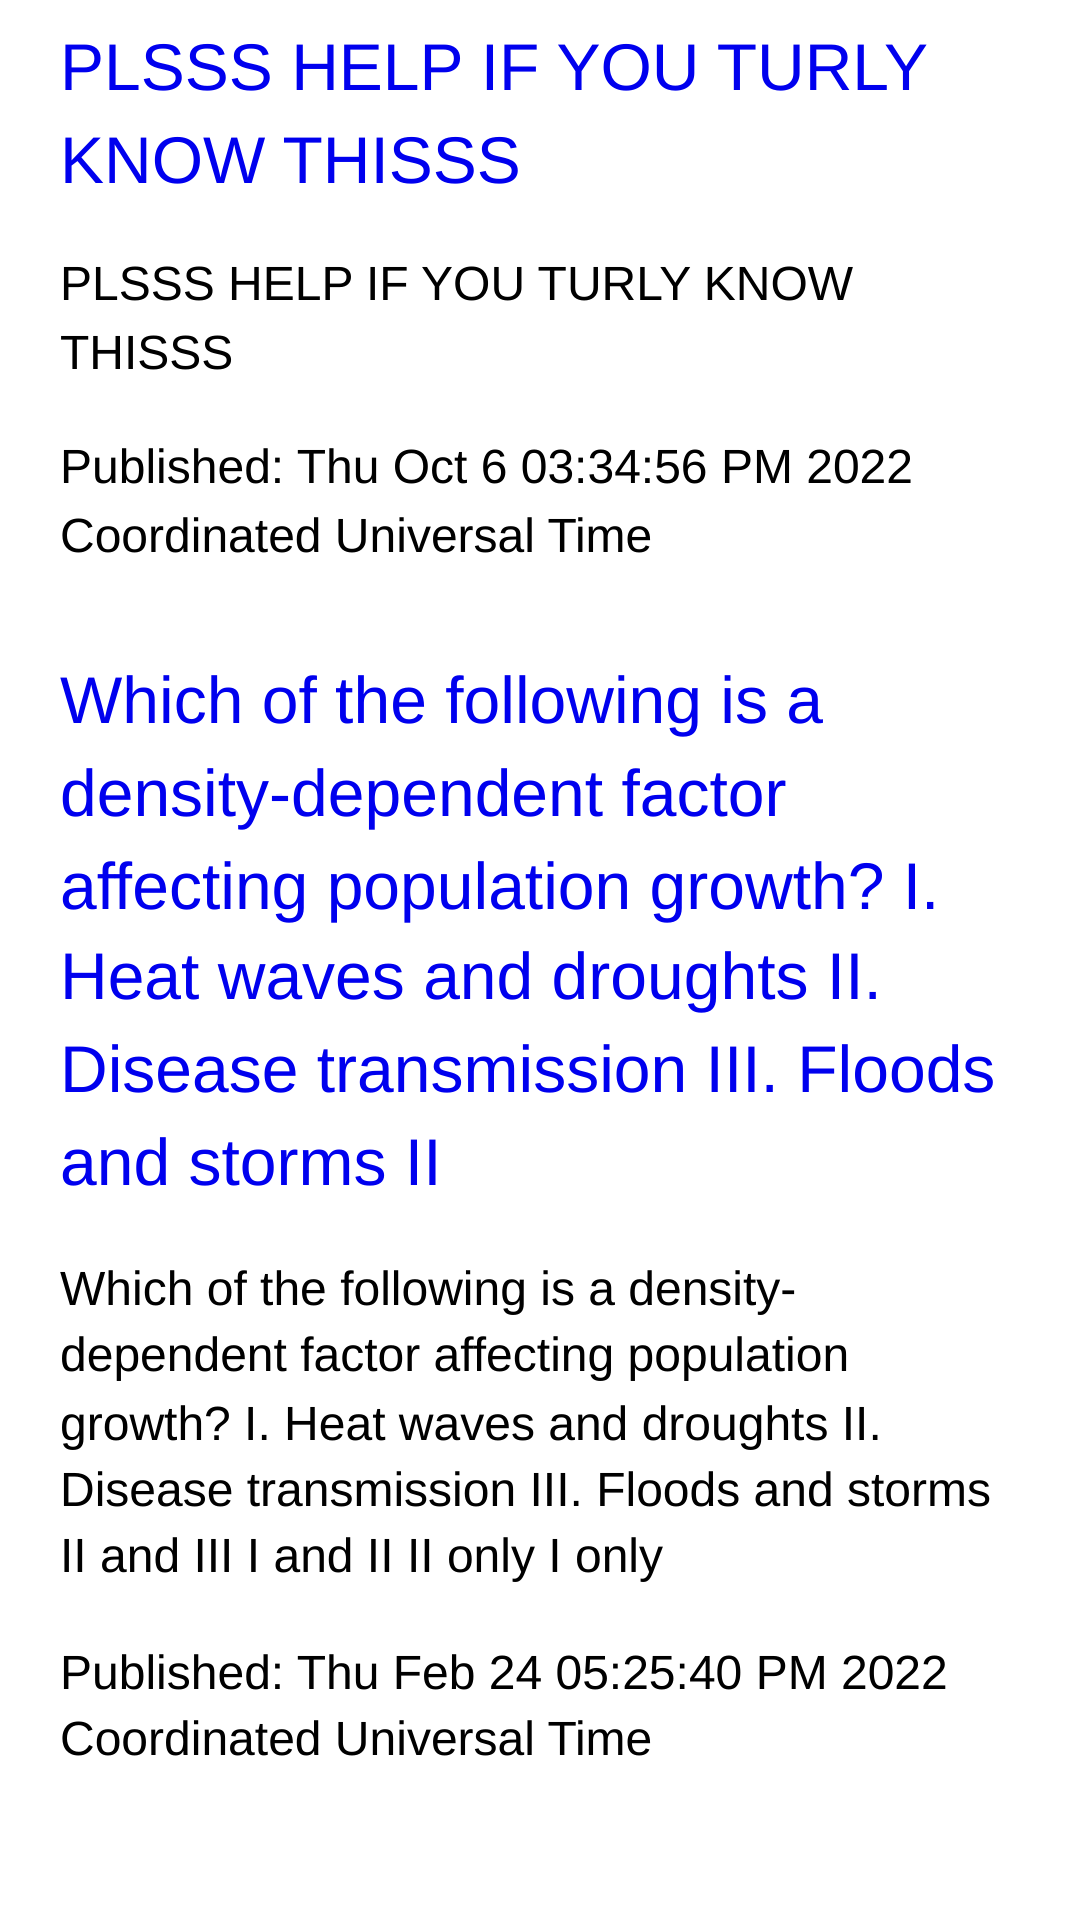 PLSSS HELP IF YOU TURLY
KNOW THISSS
PLSSS HELP IF YOU TURLY KNOW
THISSS
Published: Thu Oct 6 03:34:56 PM 2022
Coordinated Universal Time
Which of the following is a
density-dependent factor
affecting population growth? I.
Heat waves and droughts II.
Disease transmission III. Floods
and storms II
Which of the following is a density-
dependent factor affecting population
growth? I. Heat waves and droughts II.
Disease transmission III. Floods and storms
II and III I and II II only I only
Published: Thu Feb 24 05:25:40 PM 2022
Coordinated Universal Time